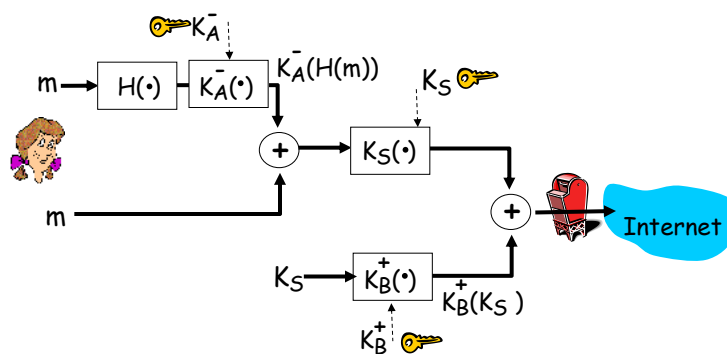 K_A^-
m
H(·)
K_A^-(·)
K_A^-(H(m))
K_S
+
K_S(·)
m
+
Internet
K_S
K_B^+(·)
K_B^+(K_S )
K_B^+